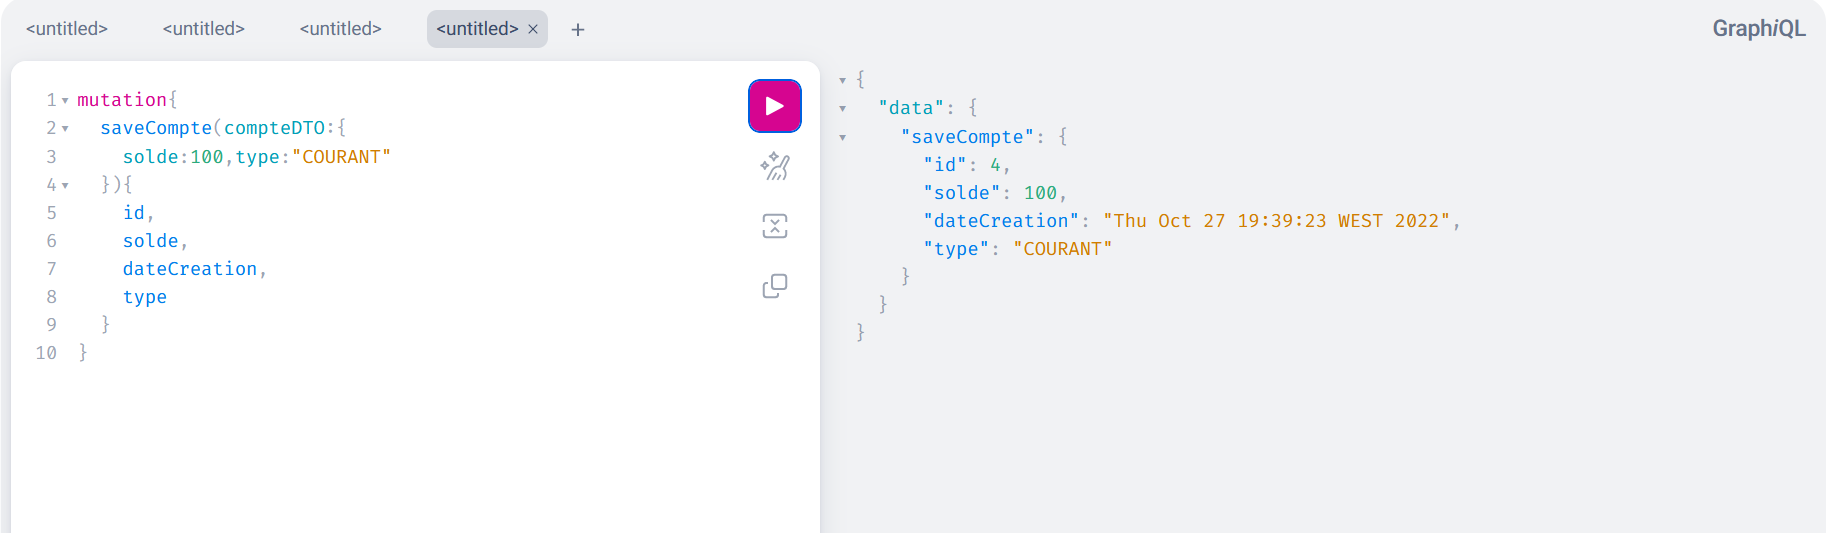 <untitled> <untitled> <untitled> <untitled> × +
GraphiQL
1 mutation{
2 saveCompte(compteDTO:{
3 solde:100,type:"COURANT"
4 }){
5 id,
6 solde,
7 dateCreation,
8 type
9 }
10 }
{
"data": {
"saveCompte": {
"id": 4,
"solde": 100,
"dateCreation": "Thu Oct 27 19:39:23 WEST 2022",
"type": "COURANT"
}
}
}